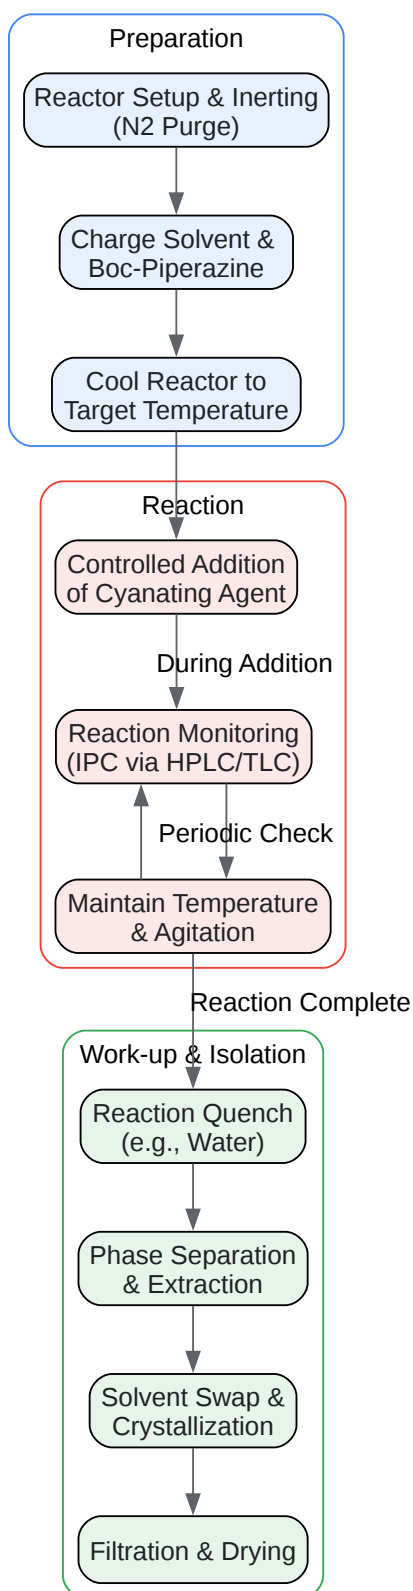 Preparation
Reactor Setup & Inerting
(N2 Purge)
Charge Solvent &
Boc-Piperazine
Cool Reactor to
Target Temperature
Reaction
Controlled Addition
of Cyanating Agent
During Addition
Reaction Monitoring
(IPC via HPLC/TLC)
Periodic Check
Maintain Temperature
& Agitation
Reaction Complete
Work-up & Isolation
Reaction Quench
(e.g., Water)
Phase Separation
& Extraction
Solvent Swap &
Crystallization
Filtration & Drying